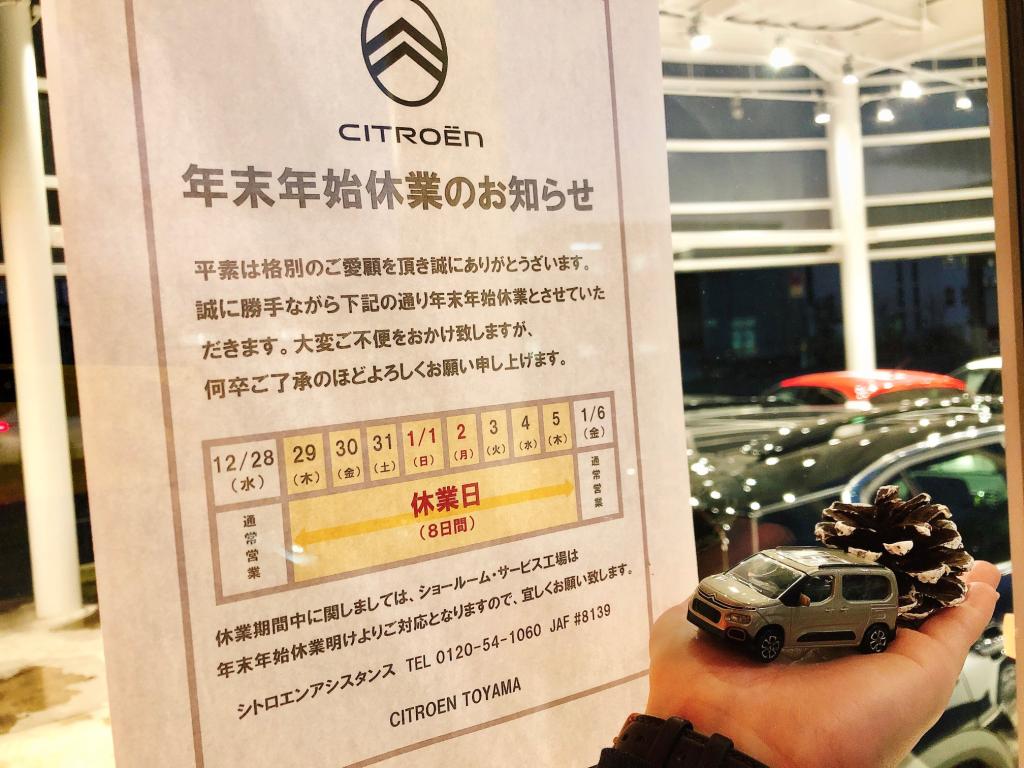 CITROËN
年末年始休業のお知らせ
平素は格別のご愛顧を頂き誠にありがとうざいます。
誠に勝手ながら下記の通り年末年始休業とさせていた
だきます。大変ご不便をおかけ致しますが、
何卒ご了承のほどよろしくお願い申し上げます。
12/28 29 30 31 1/1 2 3 4 5 1/6
(水) (木) (金) (土) (日) (月) (火) (水) (木) (金)
通常営業 休業日 通常営業
(8日間)
休業期間中に関しましては、ショールーム・サービス工場は
年末年始休業明けよりご対応となりますので、宜しくお願い致します。
シトロエンアシスタンス TEL 0120-54-1060 JAF #8139
CITROEN TOYAMA